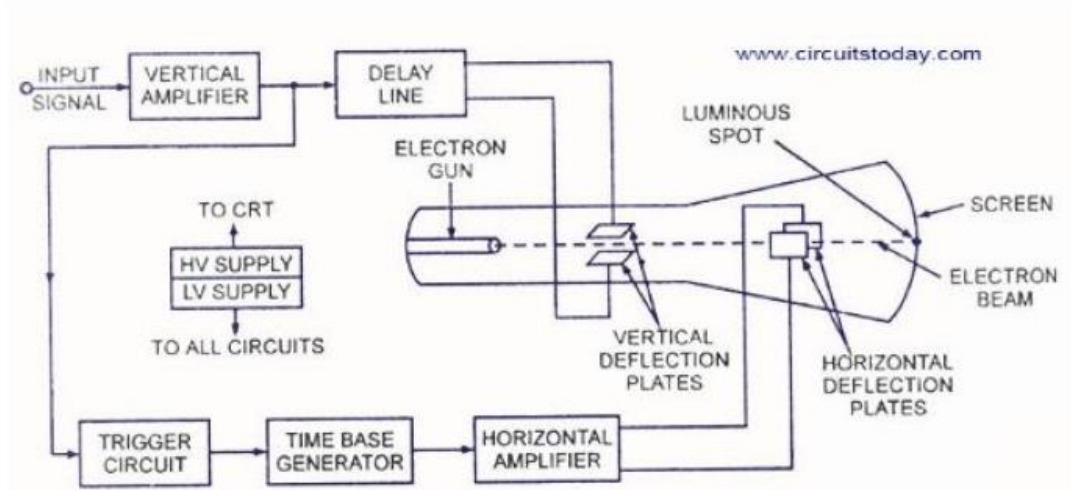 www.circuitstoday.com
INPUT
SIGNAL
VERTICAL
AMPLIFIER
DELAY
LINE
LUMINOUS
SPOT
ELECTRON
GUN
TO CRT
HV SUPPLY
LV SUPPLY
TO ALL CIRCUITS
SCREEN
ELECTRON
BEAM
VERTICAL
DEFLECTION
PLATES
HORIZONTAL
DEFLECTION
PLATES
TRIGGER
CIRCUIT
TIME BASE
GENERATOR
HORIZONTAL
AMPLIFIER